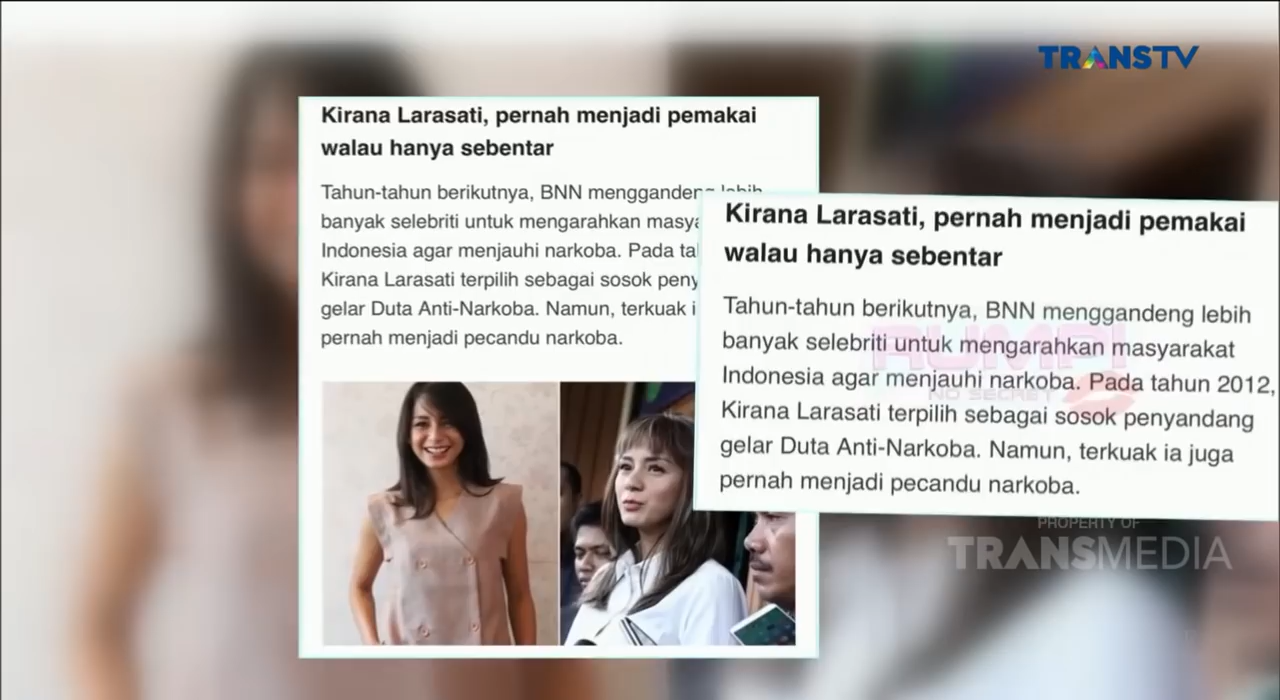 TRANSTV
Kirana Larasati, pernah menjadi pemakai
walau hanya sebentar
Tahun-tahun berikutnya, BNN menggandeng lebih
banyak selebriti untuk mengarahkan masya
Indonesia agar menjauhi narkoba. Pada ta
Kirana Larasati terpilih sebagai sosok peny
gelar Duta Anti-Narkoba. Namun, terkuak i
pernah menjadi pecandu narkoba.
Kirana Larasati, pernah menjadi pemakai
walau hanya sebentar
Tahun-tahun berikutnya, BNN menggandeng lebih
banyak selebriti untuk mengarahkan masyarakat
Indonesia agar menjauhi narkoba. Pada tahun 2012,
Kirana Larasati terpilih sebagai sosok penyandang
gelar Duta Anti-Narkoba. Namun, terkuak ia juga
pernah menjadi pecandu narkoba.
RUMPI
NO SECRET
PROPERTY OF
TRANSMEDIA